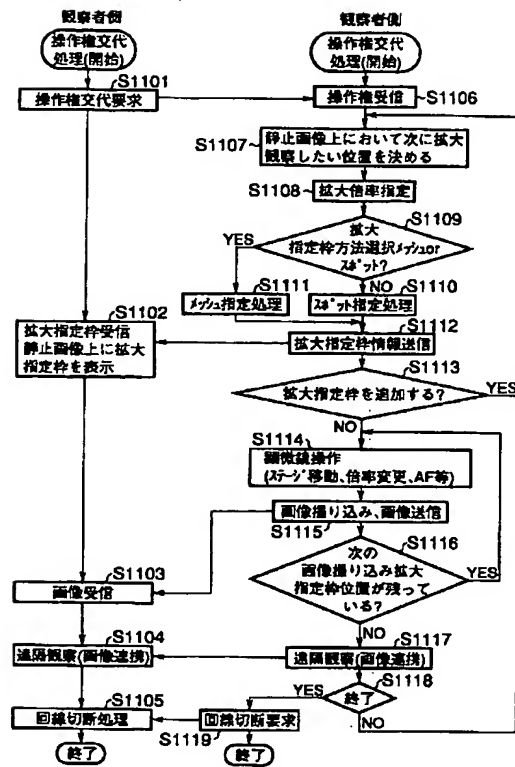 観察者側
操作権交代
処理(開始)
S1101
操作権交代要求
S1102
拡大指定枠受信
静止画像上に拡大
指定枠を表示
S1103
画像受信
S1104
遠隔観察(画像連携)
S1105
回線切断処理
終了
観察者側
操作権交代
処理(開始)
操作権受信
S1106
S1107
静止画像上において次に拡大
観察したい位置を決める
S1108
拡大倍率指定
S1109
拡大
指定枠方法選択メッシュor
スポット?
YES
S1111
メッシュ指定処理
NO
S1110
スポット指定処理
S1112
拡大指定枠情報送信
S1113
拡大指定枠を追加する?
YES
NO
S1114
顕微鏡操作
(ステージ移動、倍率変更、AF等)
画像撮り込み、画像送信
S1115
S1116
次の
画像撮り込み拡大
指定枠位置が残って
いる?
YES
NO
S1117
遠隔観察(画像連携)
S1118
終了
YES
NO
回線切断要求
S1119
終了